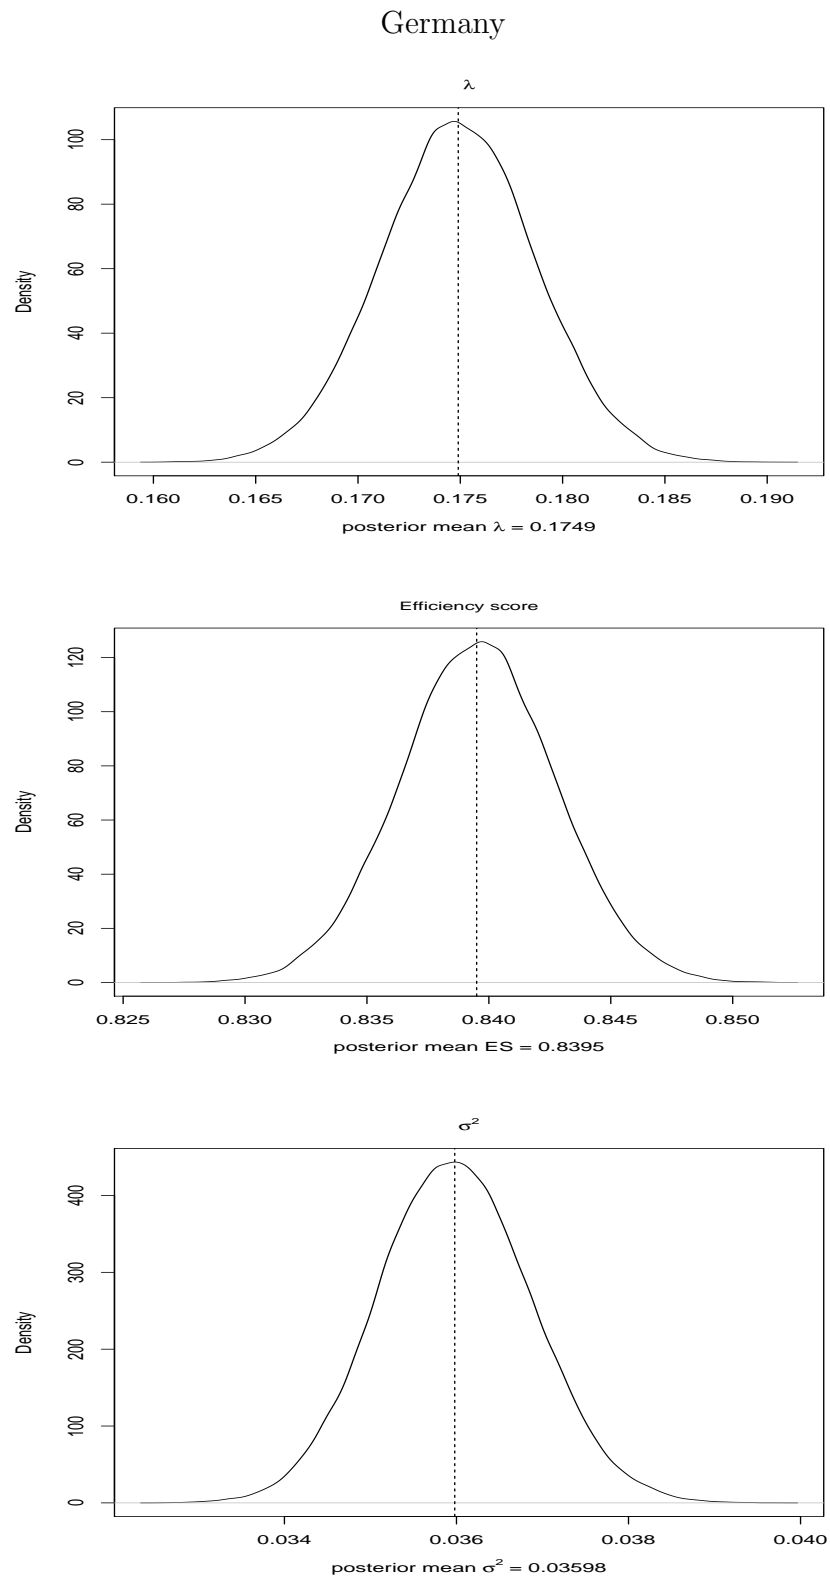 Germany
λ
Density
0 20 40 60 80 100
0.160 0.165 0.170 0.175 0.180 0.185 0.190
posterior mean λ = 0.1749
Efficiency score
Density
0 20 40 60 80 100 120
0.825 0.830 0.835 0.840 0.845 0.850
posterior mean ES = 0.8395
σ²
Density
0 100 200 300 400
0.034 0.036 0.038 0.040
posterior mean σ² = 0.03598